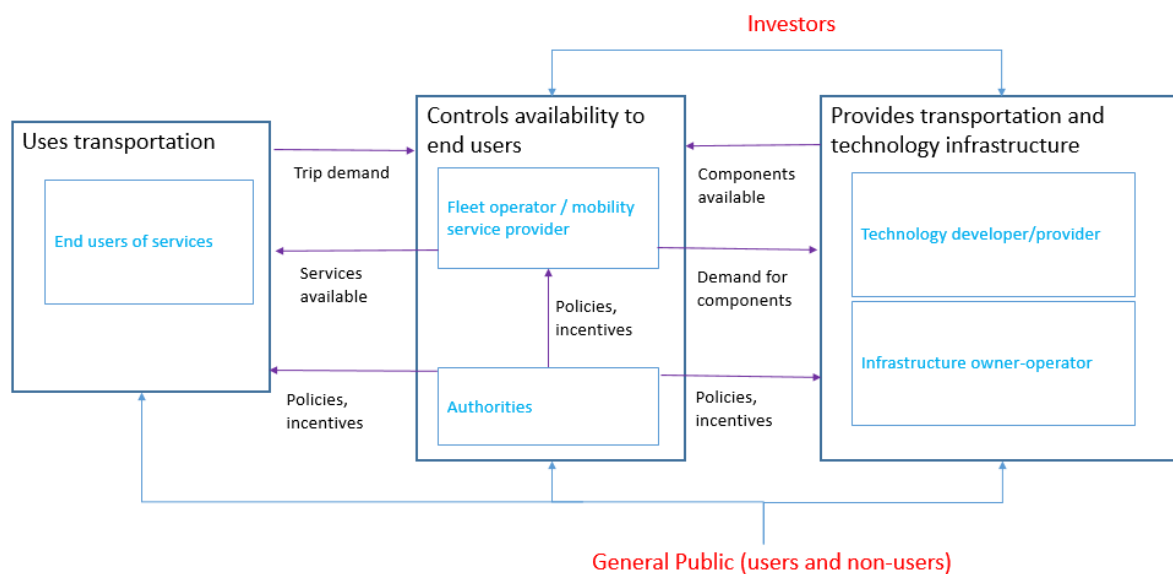 Investors
Uses transportation
End users of services
Trip demand
Services
available
Policies,
incentives
Controls availability to
end users
Fleet operator / mobility
service provider
Policies,
incentives
Authorities
Components
available
Demand for
components
Policies,
incentives
Provides transportation and
technology infrastructure
Technology developer/provider
Infrastructure owner-operator
General Public (users and non-users)